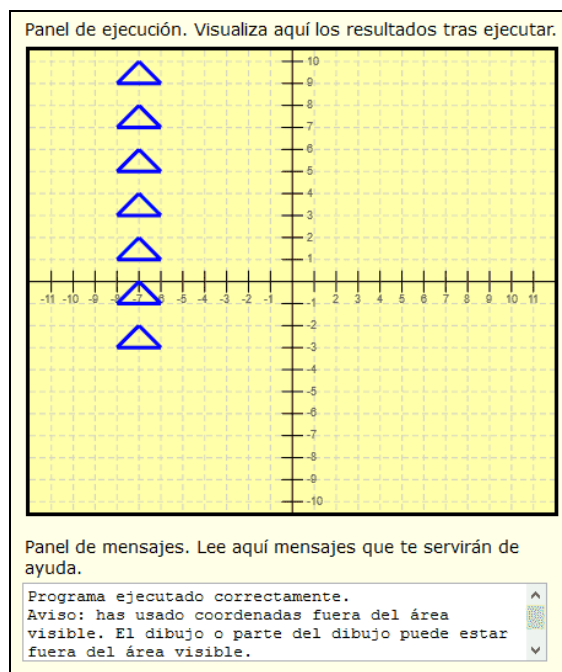 Panel de ejecución. Visualiza aquí los resultados tras ejecutar.
10
9
8
7
6
5
4
3
2
1
-11 -10 -9 -8 -7 -6 -5 -4 -3 -2 -1 2 3 4 5 6 7 8 9 10 11
-1
-2
-3
-4
-5
-6
-7
-8
-9
-10
Panel de mensajes. Lee aquí mensajes que te servirán de
ayuda.
Programa ejecutado correctamente.
Aviso: has usado coordenadas fuera del área
visible. El dibujo o parte del dibujo puede estar
fuera del área visible.